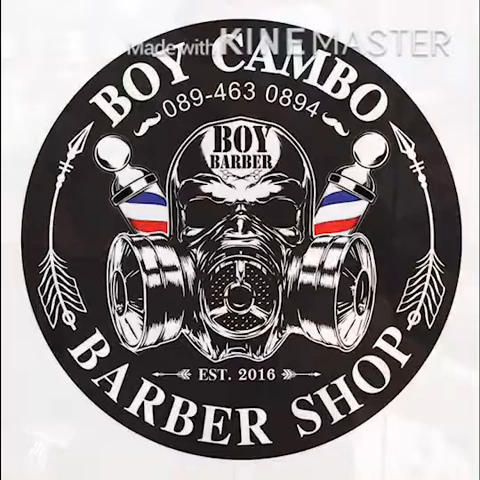 Made with KINEMASTER
BOY CAMBO
089-463 0894
BOY
BARBER
EST. 2016
BARBER SHOP